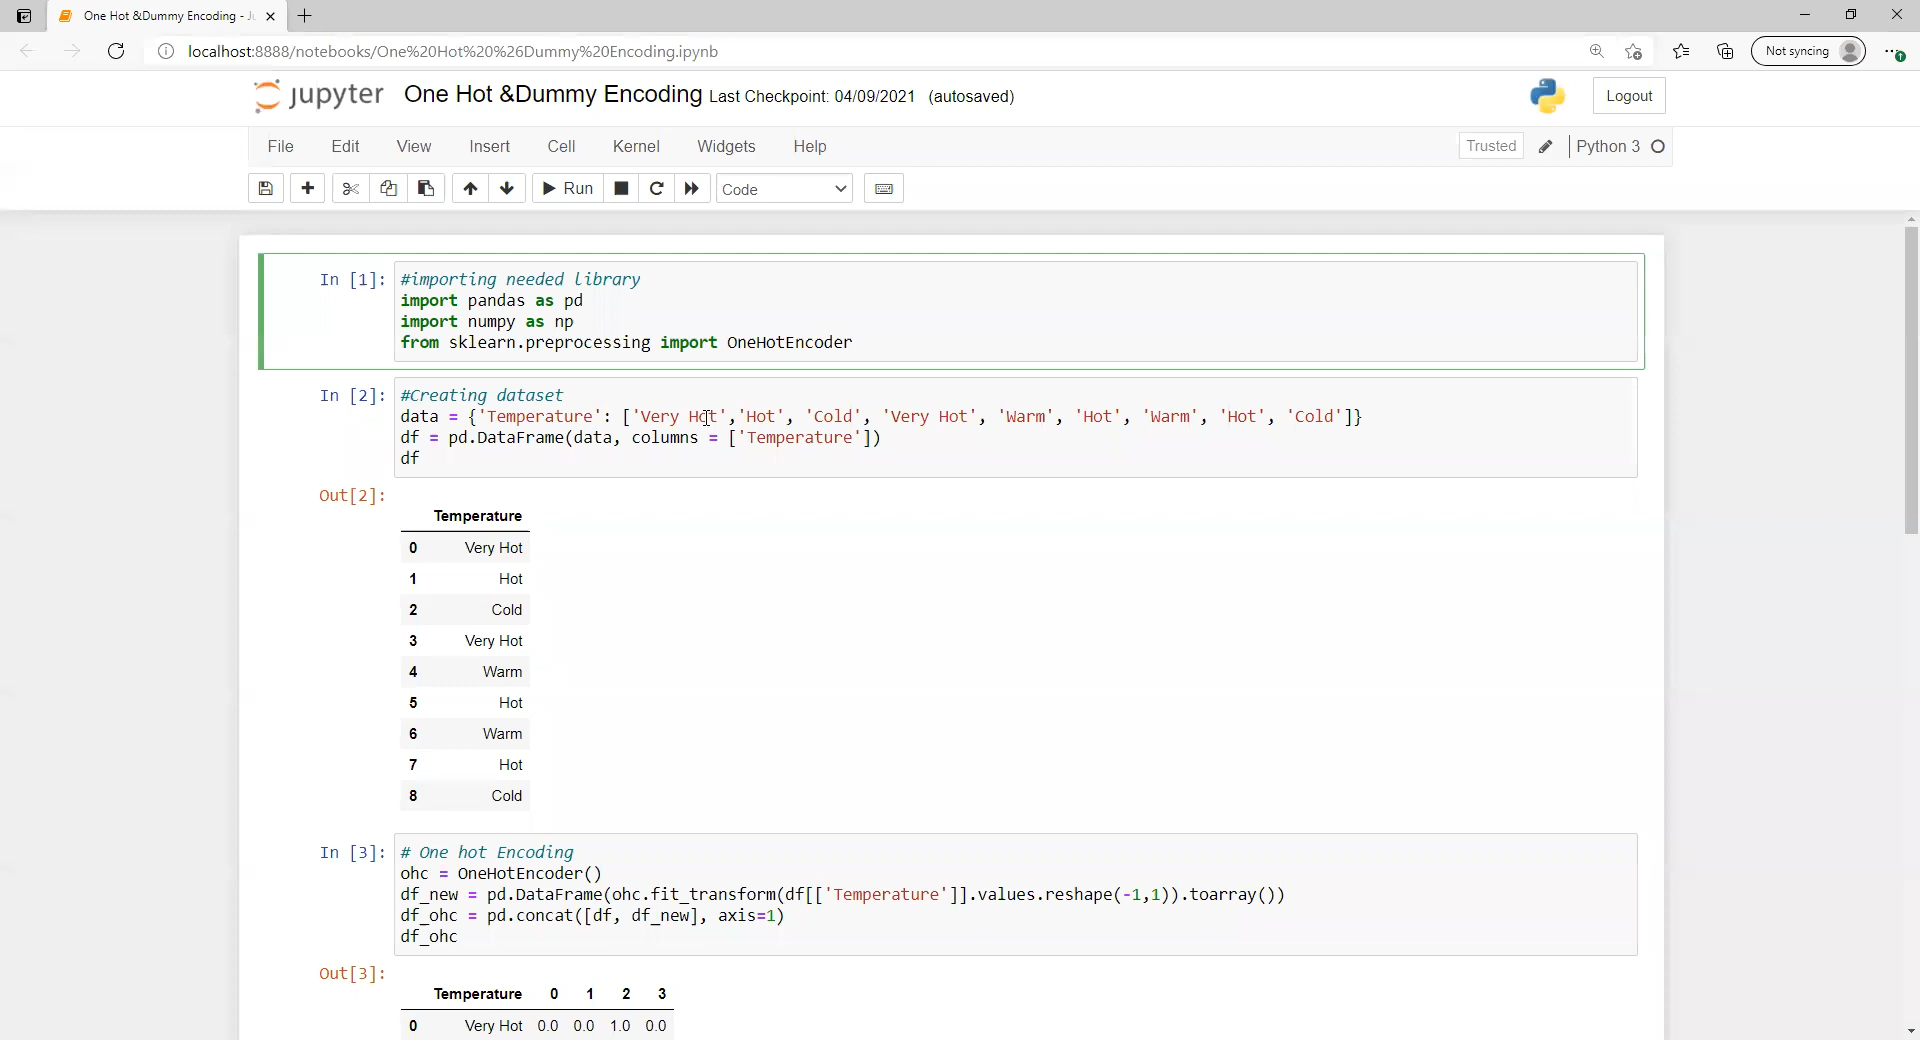 One Hot &Dummy Encoding - Ju
localhost:8888/notebooks/One%20Hot%20%26Dummy%20Encoding.ipynb
Not syncing
jupyter One Hot &Dummy Encoding Last Checkpoint: 04/09/2021 (autosaved)
Logout
File Edit View Insert Cell Kernel Widgets Help
Trusted
Python 3
Run
Code
In [1]:
#importing needed library
import pandas as pd
import numpy as np
from sklearn.preprocessing import OneHotEncoder
In [2]:
#Creating dataset
data = {'Temperature': ['Very Hot','Hot', 'Cold', 'Very Hot', 'Warm', 'Hot', 'Warm', 'Hot', 'Cold']}
df = pd.DataFrame(data, columns = ['Temperature'])
df
Out[2]:
Temperature
0 Very Hot
1 Hot
2 Cold
3 Very Hot
4 Warm
5 Hot
6 Warm
7 Hot
8 Cold
In [3]:
# One hot Encoding
ohc = OneHotEncoder()
df_new = pd.DataFrame(ohc.fit_transform(df[['Temperature']].values.reshape(-1,1)).toarray())
df_ohc = pd.concat([df, df_new], axis=1)
df_ohc
Out[3]:
Temperature 0 1 2 3
0 Very Hot 0.0 0.0 1.0 0.0